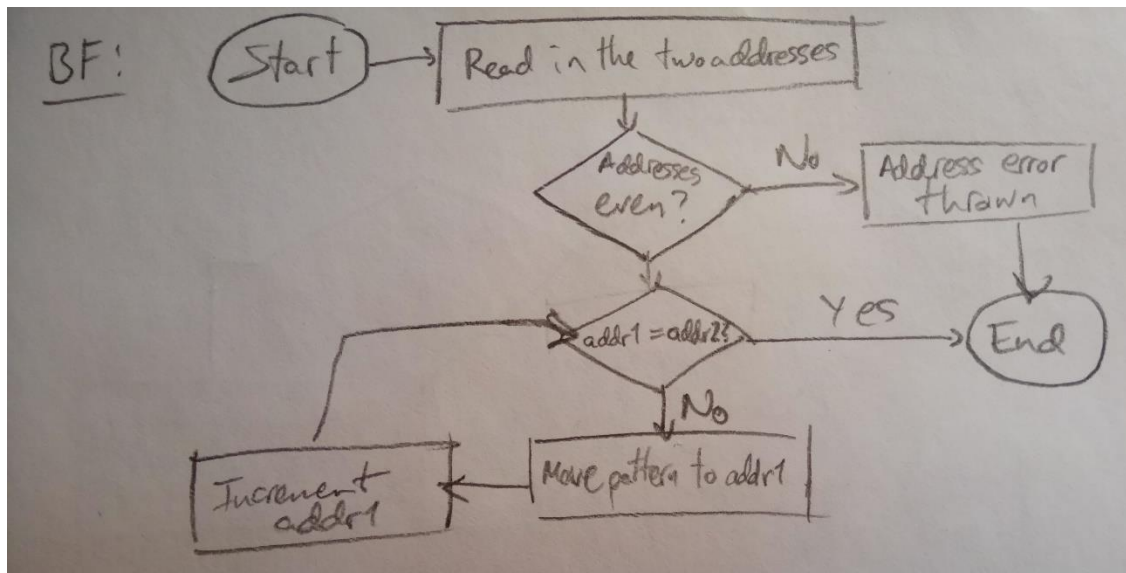 BF:
Start
Read in the two addresses
Addresses
even?
No
Address error
thrown
addr1 = addr2?
Yes
End
No
Move pattern to addr1
Increment
addr1